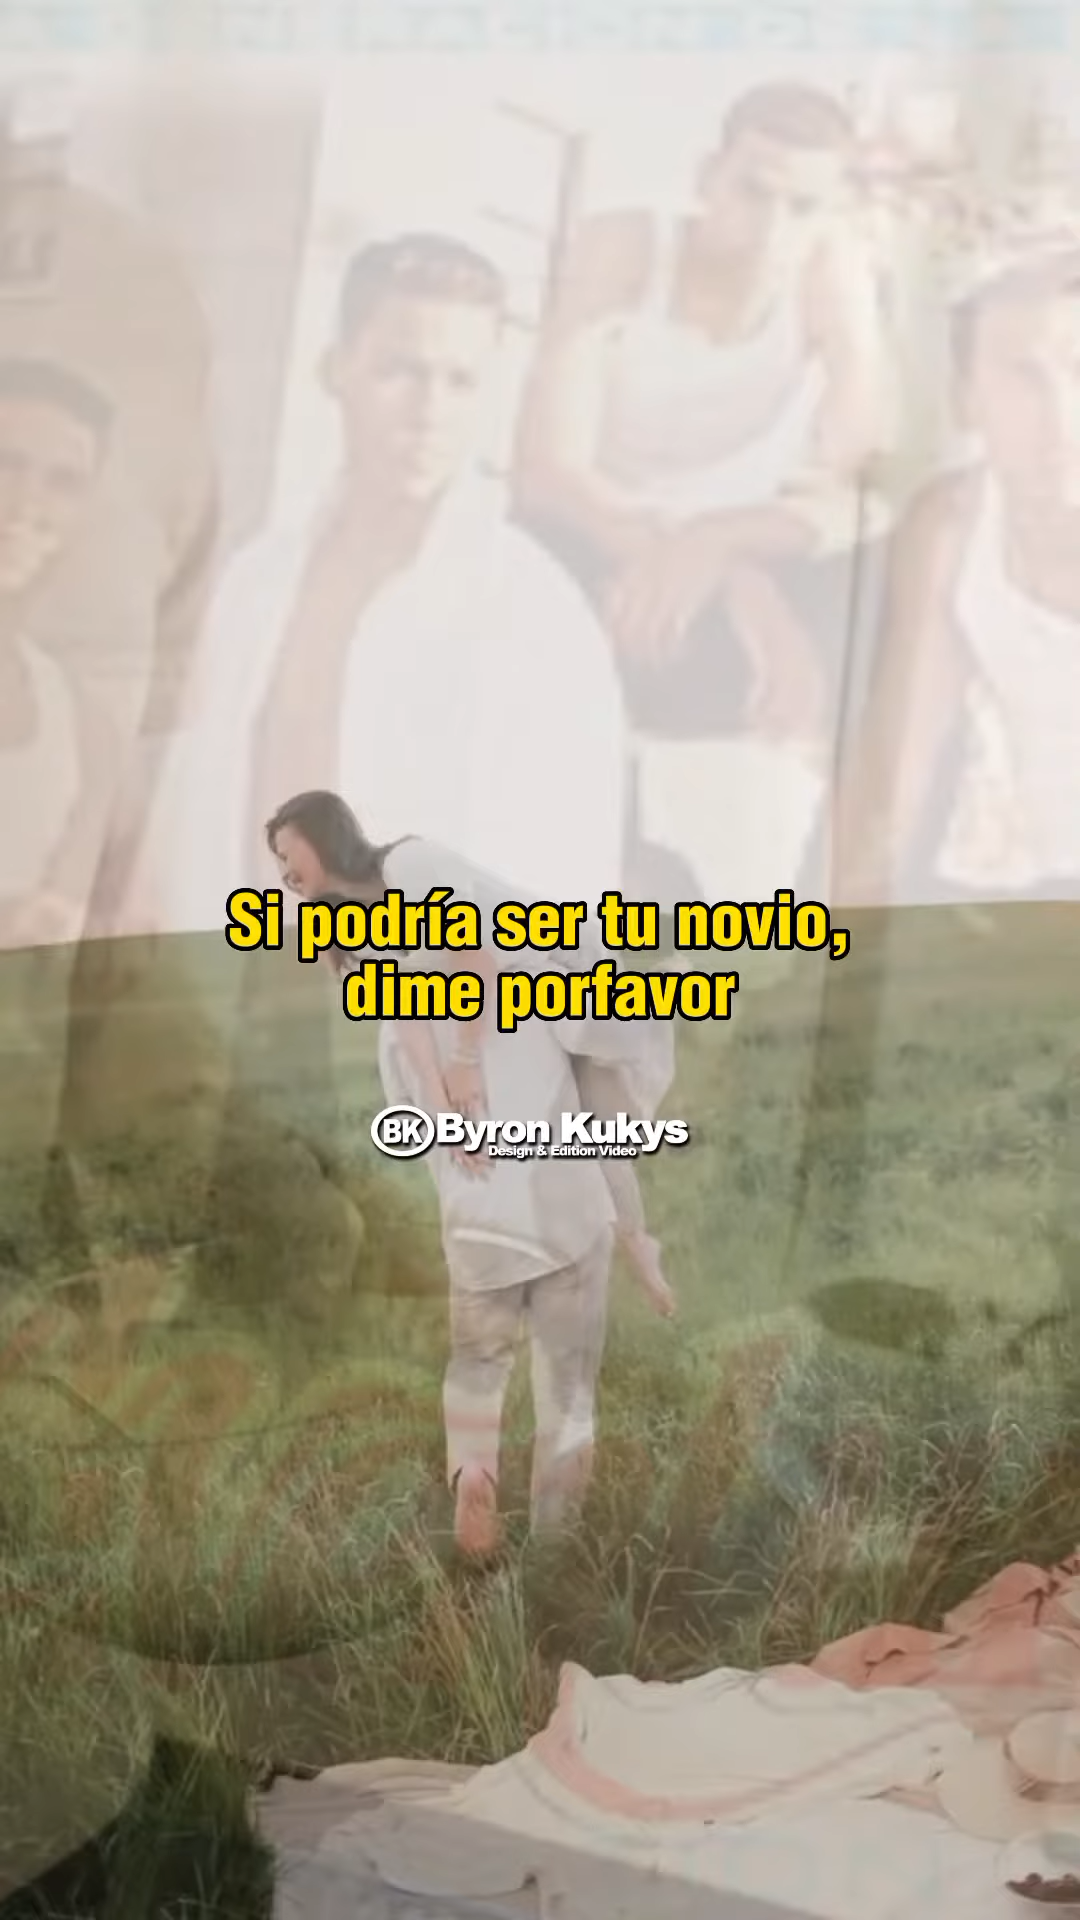 Si podría ser tu novio,
dime porfavor
BK Byron Kukys
Design & Edition Video